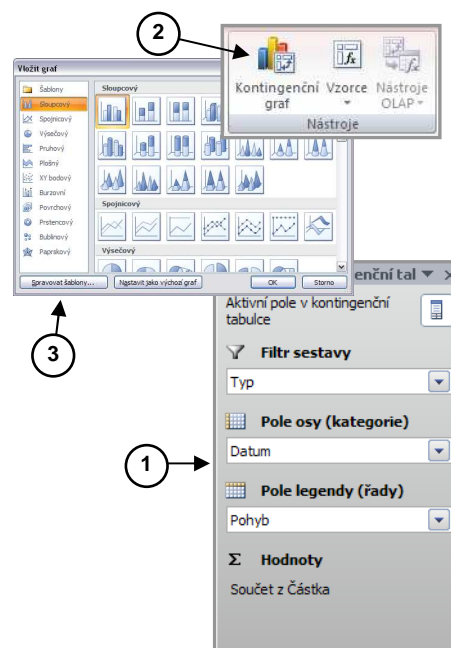 2
Kontingenční Vzorce Nástroje
graf OLAP
Nástroje
Vložit graf
Šablony
Sloupcový
Spojnicový
Výsečový
Pruhový
Plošný
XY bodový
Burzovní
Povrchový
Prstencový
Bublinový
Paprskový
Sloupcový
Spojnicový
Výsečový
Spravovat šablony...
Nastavit jako výchozí graf
OK
Storno
3
enční tal
Aktivní pole v kontingenční
tabulce
Filtr sestavy
Typ
Pole osy (kategorie)
Datum
1
Pole legendy (řady)
Pohyb
Σ Hodnoty
Součet z Částka